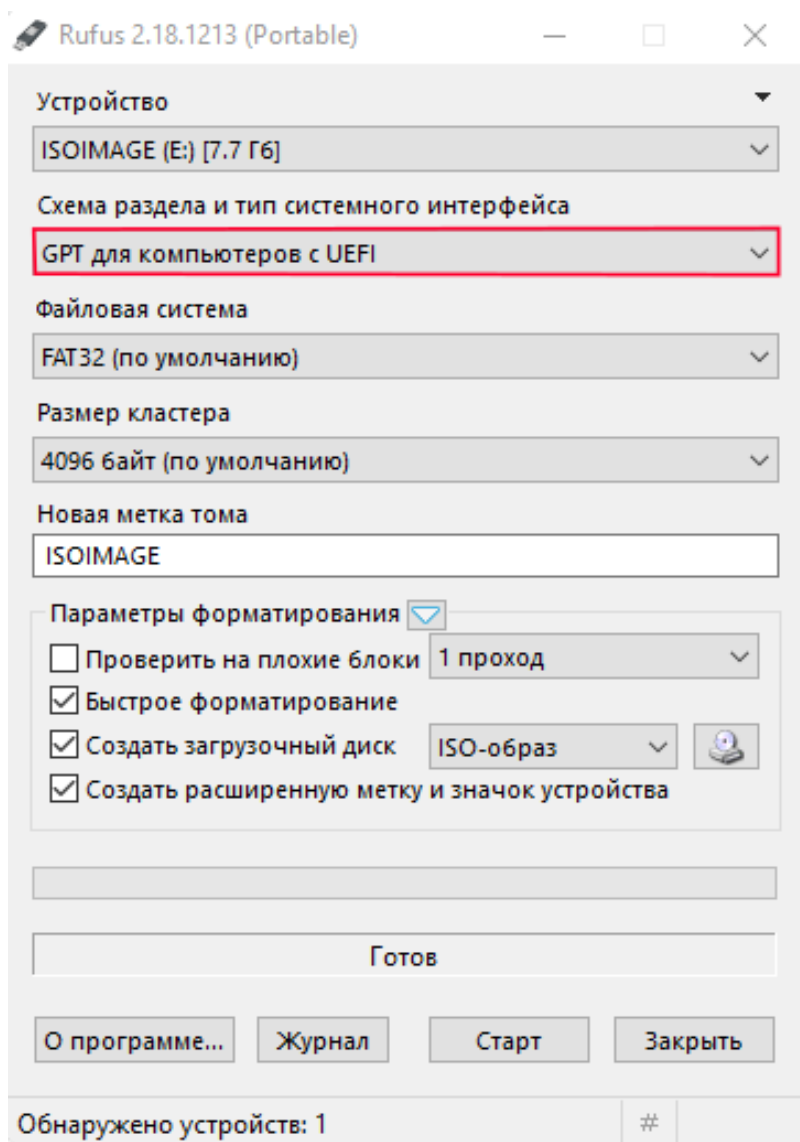 Rufus 2.18.1213 (Portable)
Устройство
ISOIMAGE (E:) [7.7 Гб]
Схема раздела и тип системного интерфейса
GPT для компьютеров с UEFI
Файловая система
FAT32 (по умолчанию)
Размер кластера
4096 байт (по умолчанию)
Новая метка тома
ISOIMAGE
Параметры форматирования
Проверить на плохие блоки 1 проход
Быстрое форматирование
Создать загрузочный диск ISO-образ
Создать расширенную метку и значок устройства
Готов
О программе... Журнал Старт Закрыть
Обнаружено устройств: 1 #